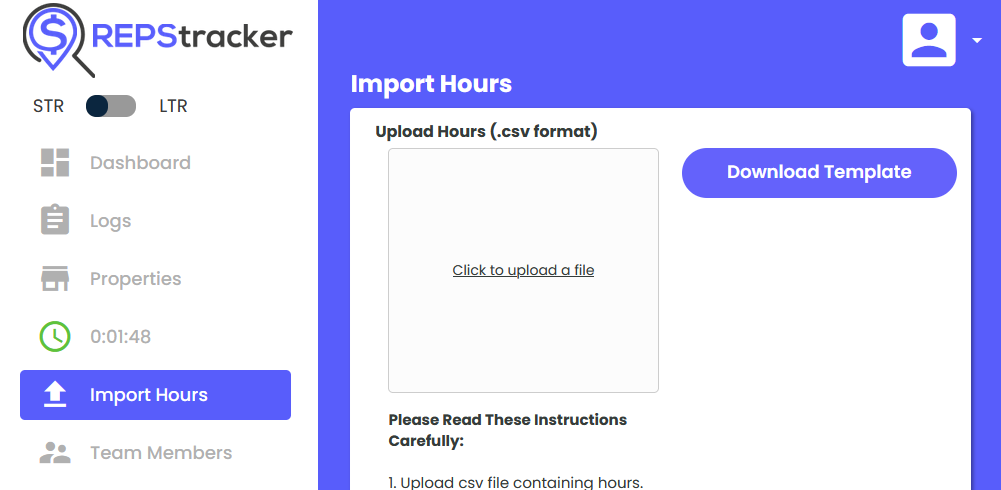 REPStracker
STR LTR
Dashboard
Logs
Properties
0:01:48
Import Hours
Team Members
Import Hours
Upload Hours (.csv format)
Click to upload a file
Download Template
Please Read These Instructions
Carefully:
1. Upload csv file containing hours.